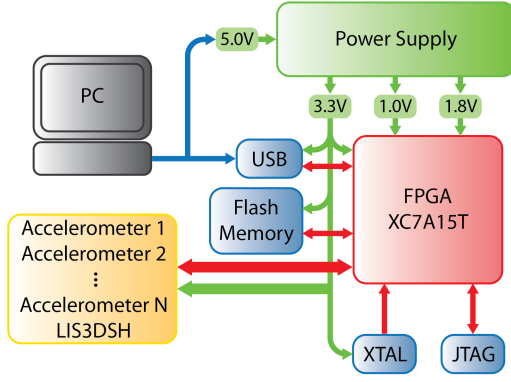 5.0V
Power Supply
PC
3.3V
1.0V
1.8V
USB
FPGA
XC7A15T
Flash
Memory
Accelerometer 1
Accelerometer 2
⋮
Accelerometer N
LIS3DSH
XTAL
JTAG